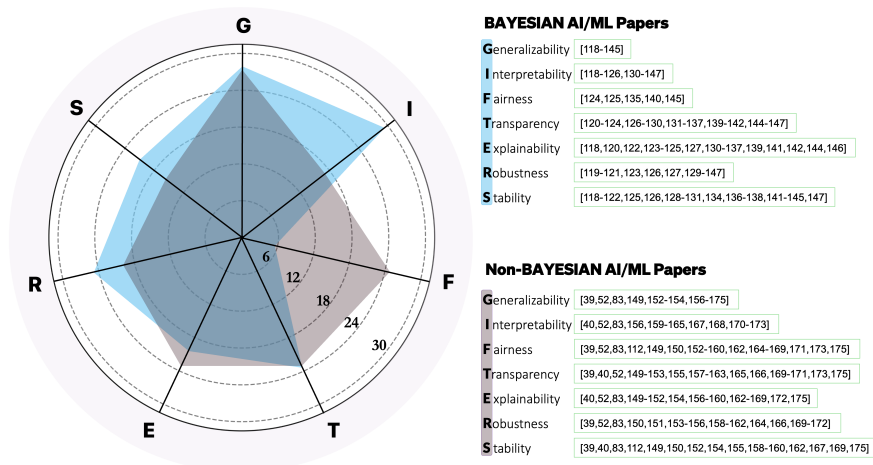 G
I
F
T
E
R
S
6
12
18
24
30
BAYESIAN AI/ML Papers
Generalizability [118-145]
Interpretability [118-126,130-147]
Fairness [124,125,135,140,145]
Transparency [120-124,126-130,131-137,139-142,144-147]
Explainability [118,120,122,123-125,127,130-137,139,141,142,144,146]
Robustness [119-121,123,126,127,129-147]
Stability [118-122,125,126,128-131,134,136-138,141-145,147]
Non-BAYESIAN AI/ML Papers
Generalizability [39,52,83,149,152-154,156-175]
Interpretability [40,52,83,156,159-165,167,168,170-173]
Fairness [39,52,83,112,149,150,152-160,162,164-169,171,173,175]
Transparency [39,40,52,149-153,155,157-163,165,166,169-171,173,175]
Explainability [40,52,83,149-152,154,156-160,162-169,172,175]
Robustness [39,52,83,150,151,153-156,158-162,164,166,169-172]
Stability [39,40,83,112,149,150,152,154,155,158-160,162,167,169,175]